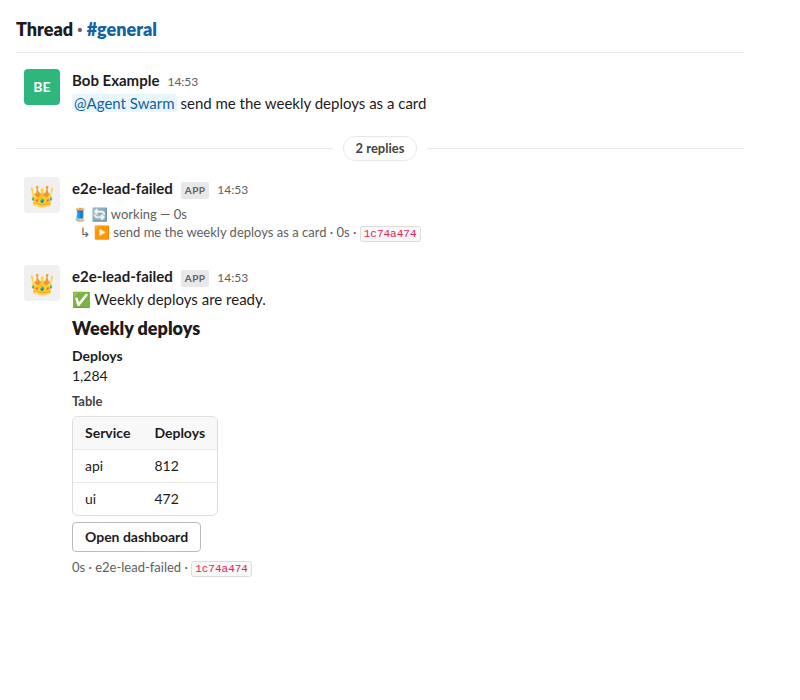 Thread • #general
BE
Bob Example 14:53
@Agent Swarm send me the weekly deploys as a card
2 replies
e2e-lead-failed APP 14:53
🧵 🔄 working — 0s
↳ ▶️ send me the weekly deploys as a card · 0s · 1c74a474
e2e-lead-failed APP 14:53
✅ Weekly deploys are ready.
Weekly deploys
Deploys
1,284
Table
Service Deploys
api 812
ui 472
Open dashboard
0s · e2e-lead-failed · 1c74a474